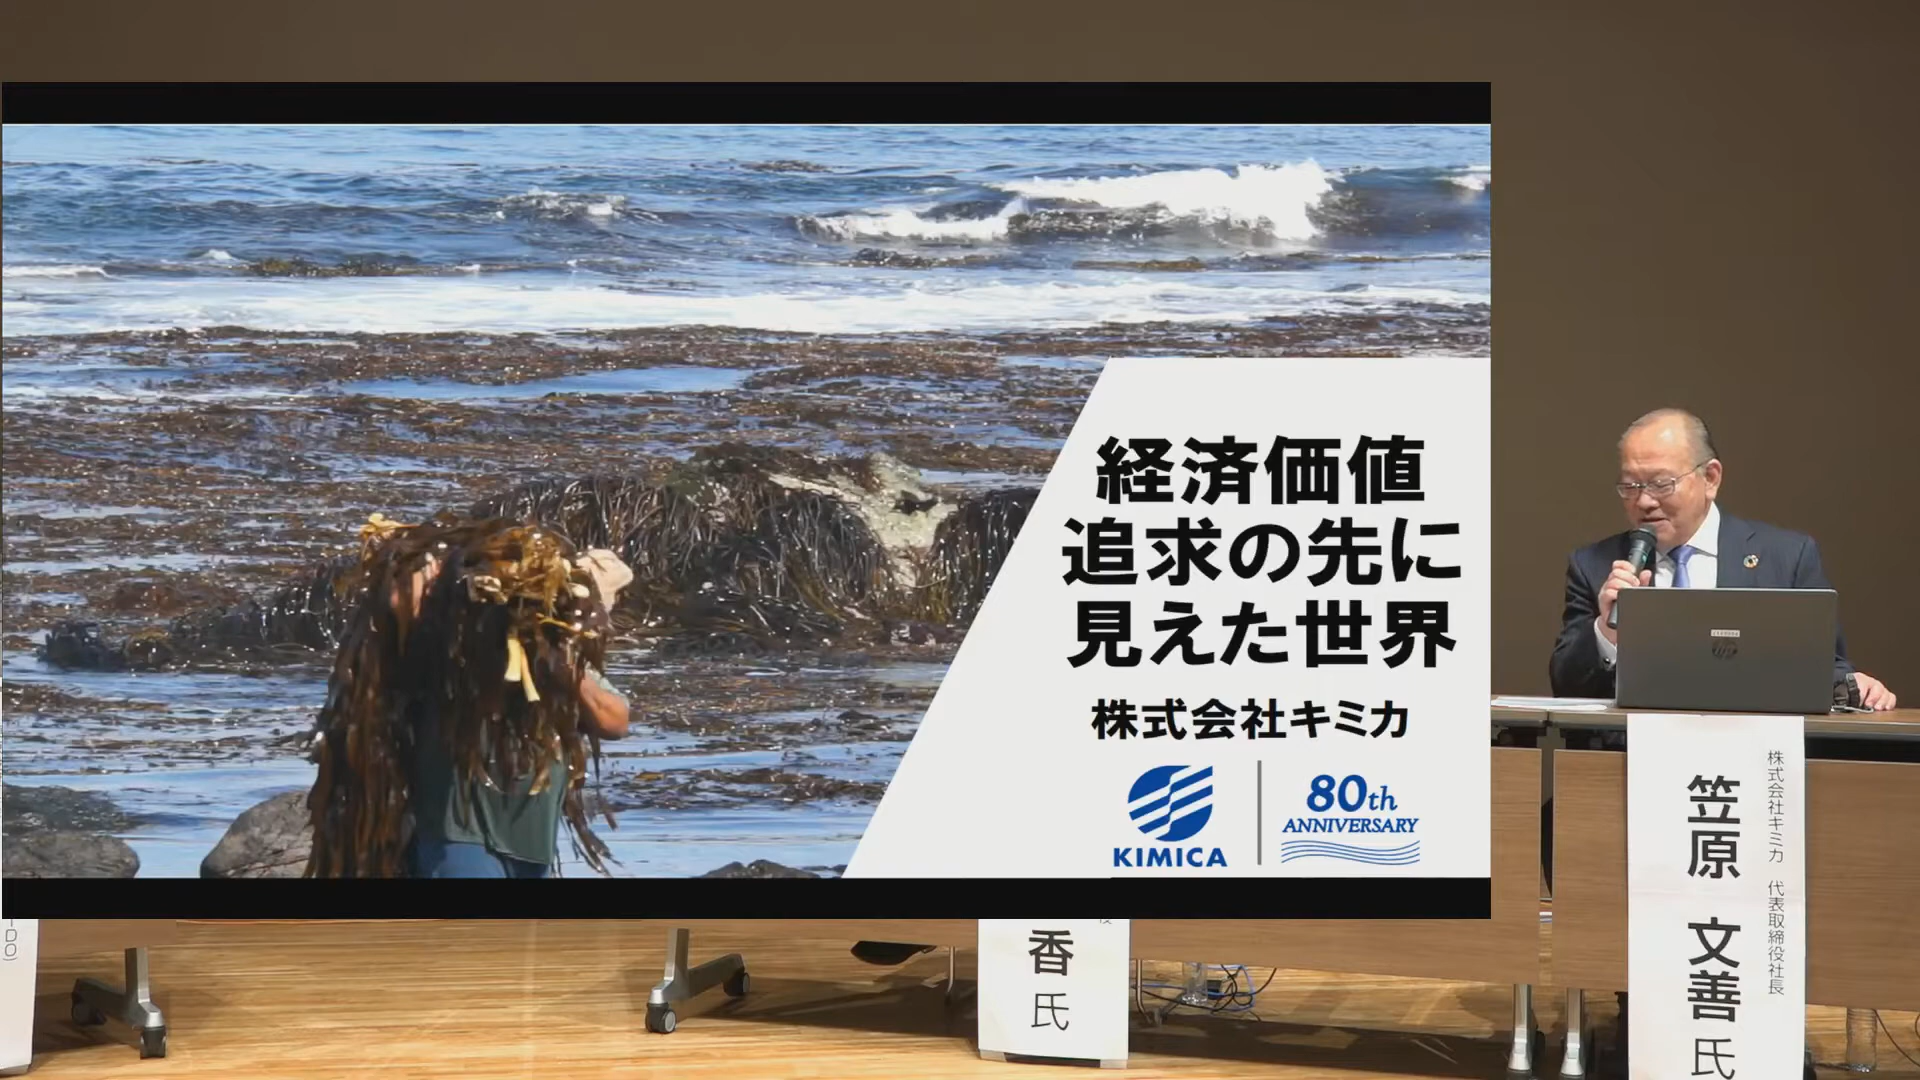 経済価値
追求の先に
見えた世界
株式会社キミカ
KIMICA
80th
ANNIVERSARY
株式会社キミカ 代表取締役社長
笠原 文善 氏
香 氏
hp